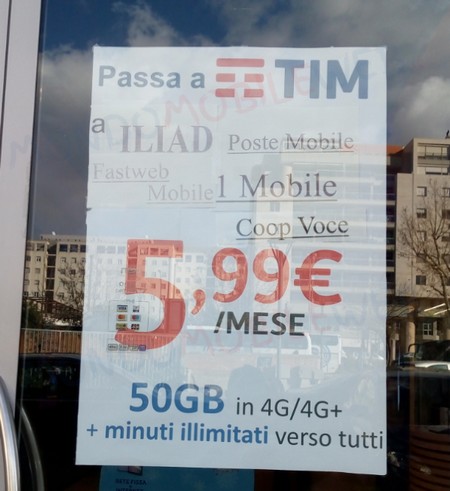 Passa a TIM
a ILIAD Poste Mobile
Fastweb
Mobile 1 Mobile
Coop Voce
5,99€
/MESE
50GB in 4G/4G+
+ minuti illimitati verso tutti